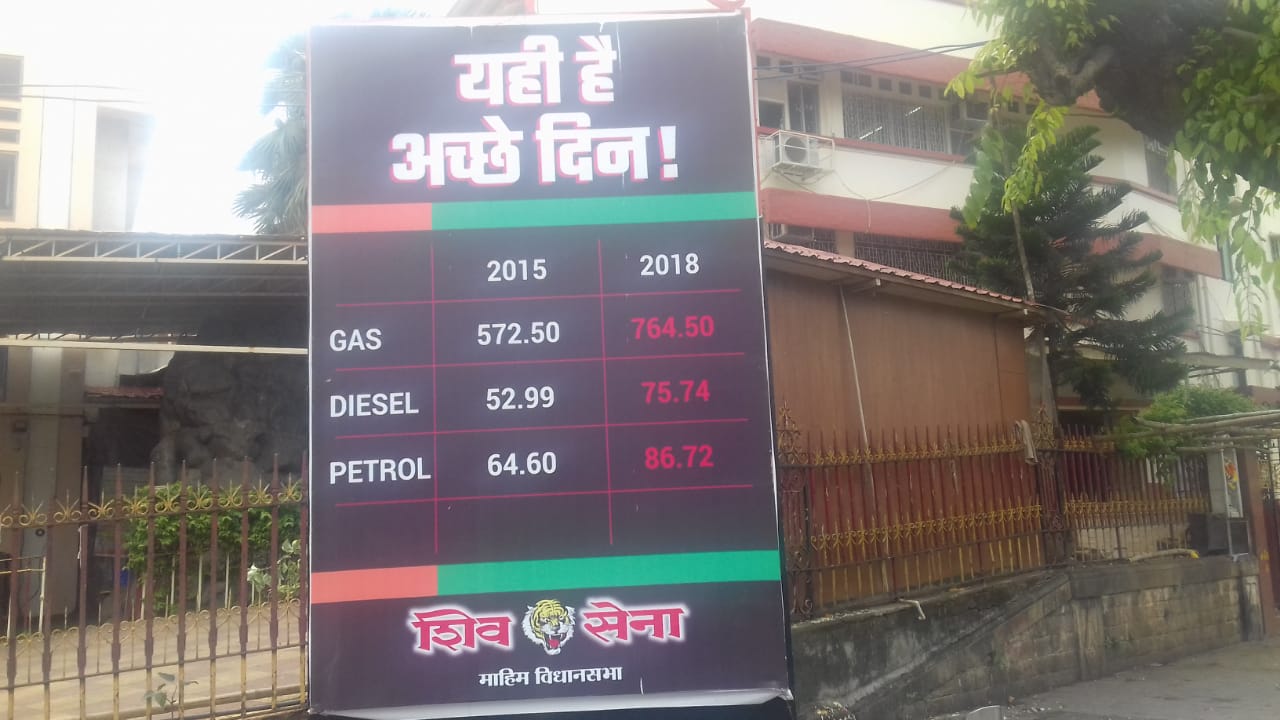 यही है
अच्छे दिन!
2015 2018
GAS 572.50 764.50
DIESEL 52.99 75.74
PETROL 64.60 86.72
शिव सेना
माहिम विधानसभा